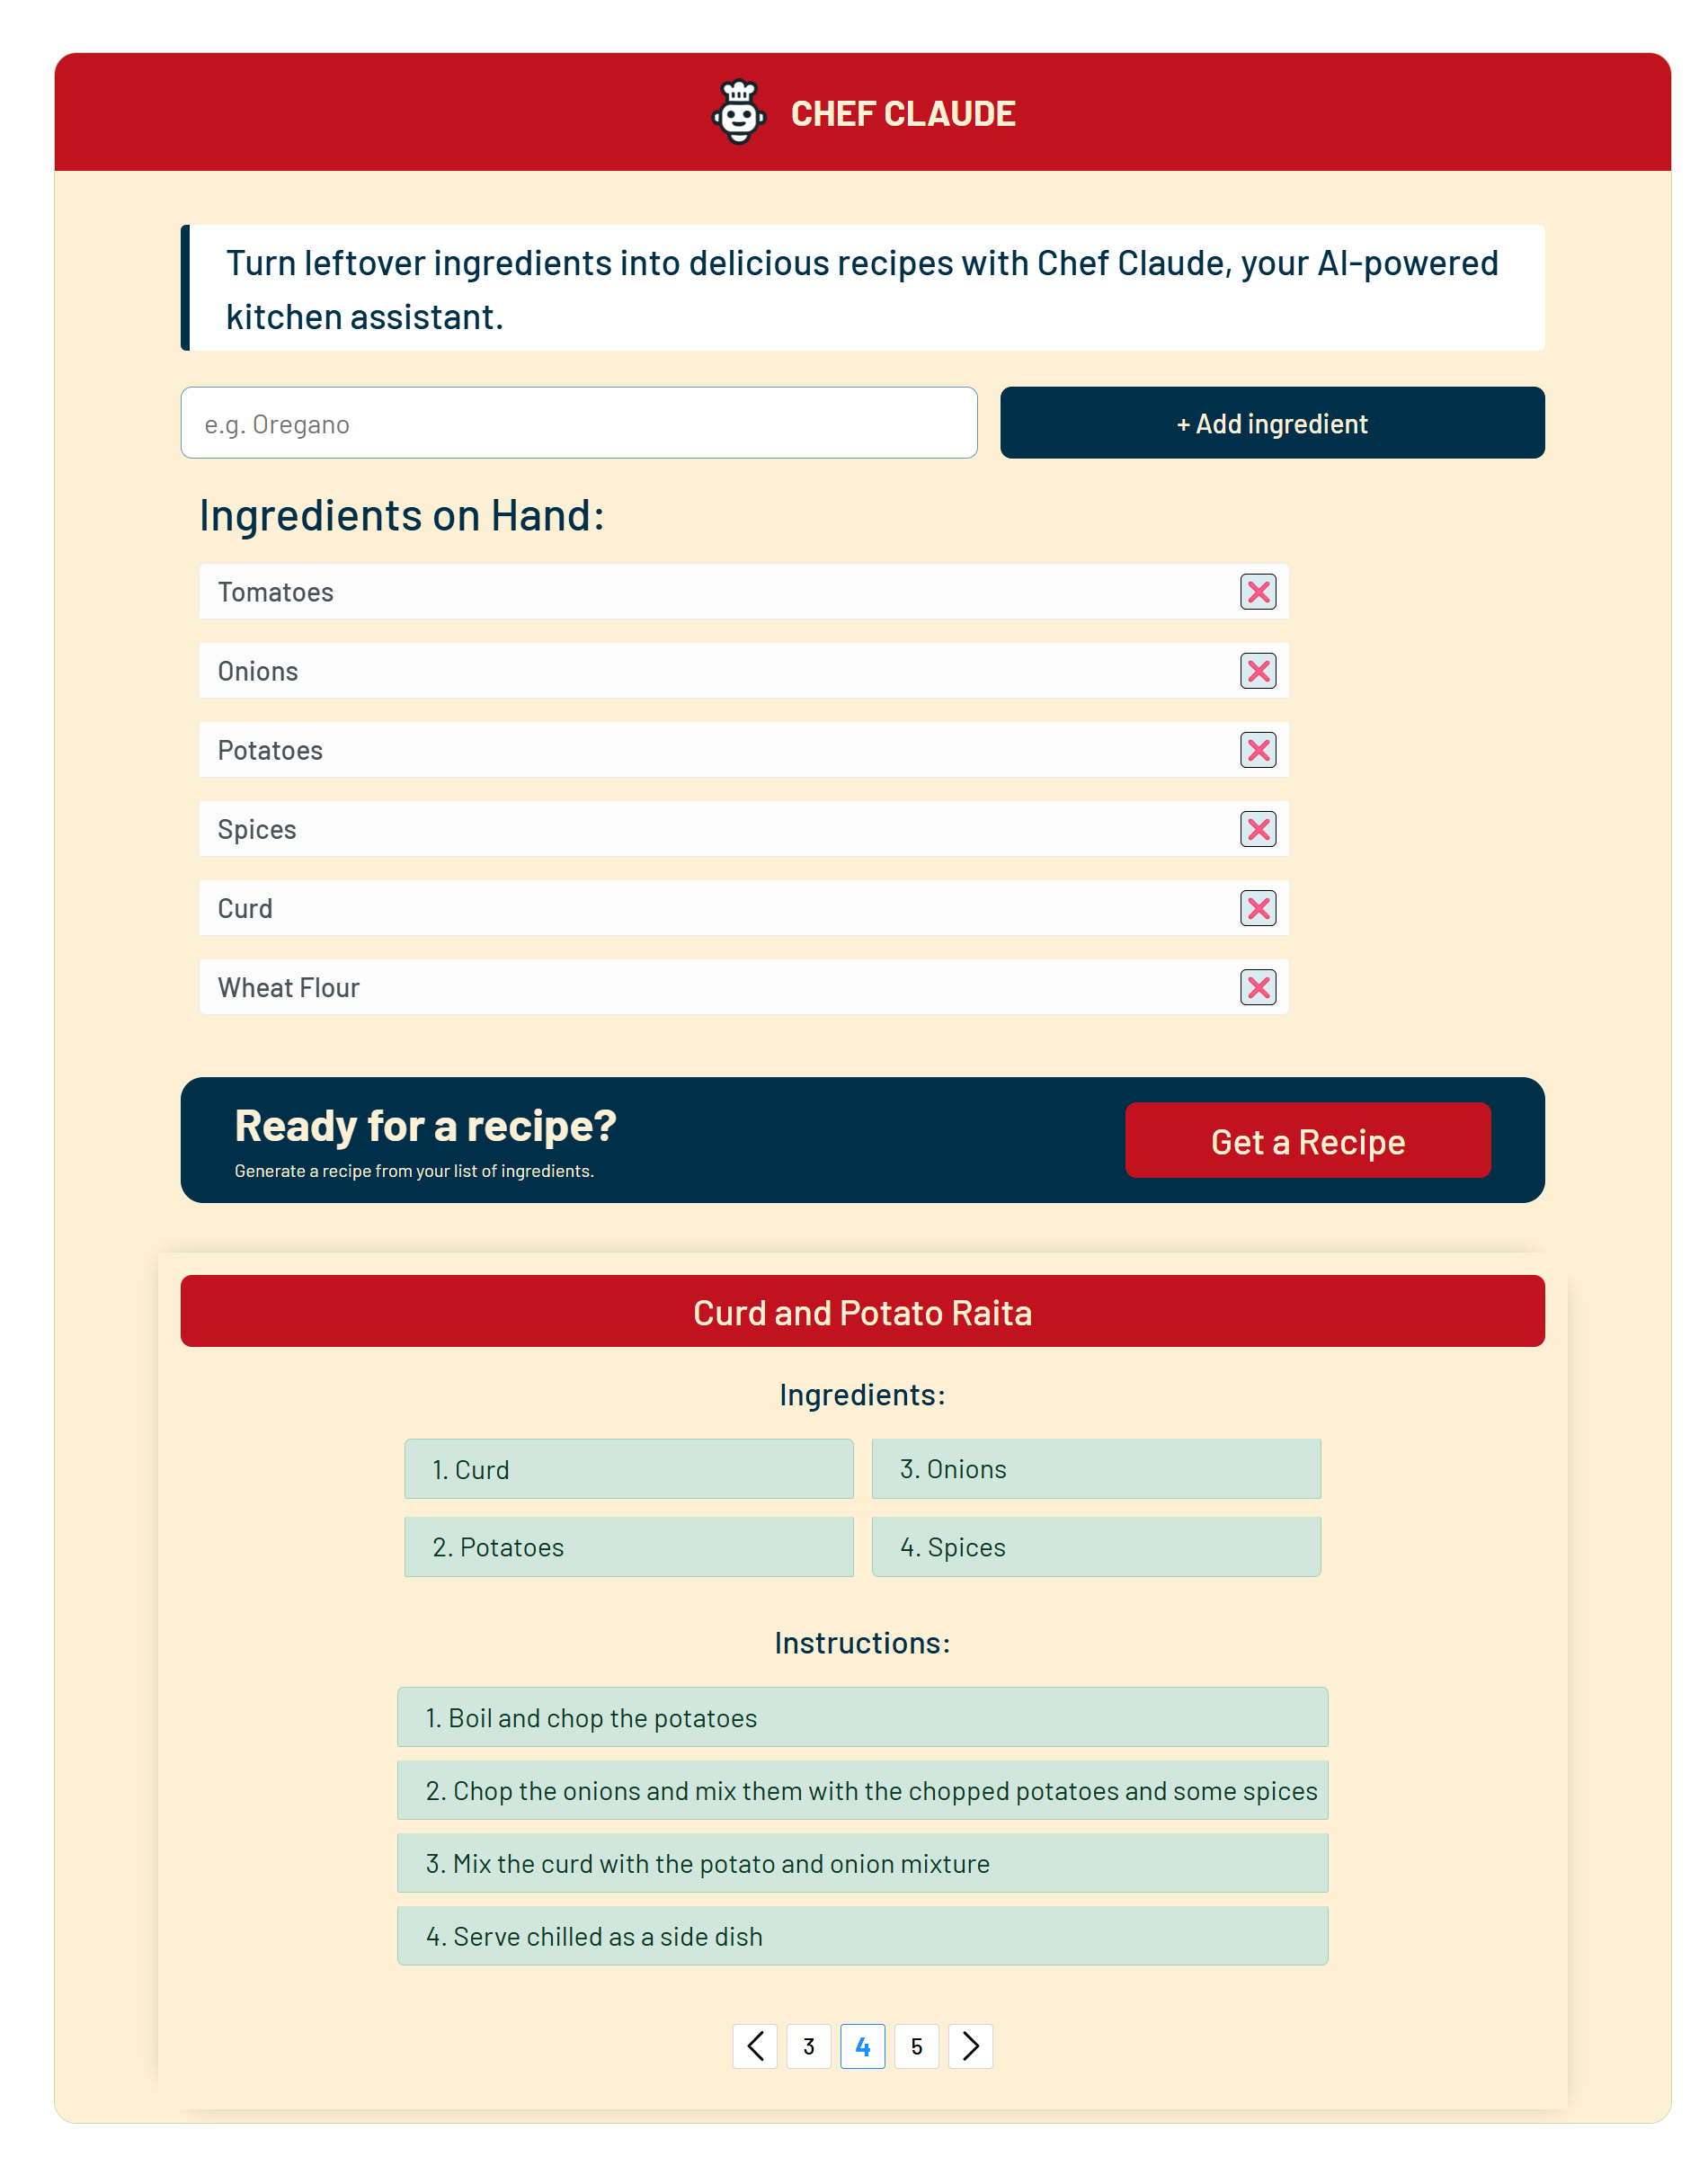 CHEF CLAUDE
Turn leftover ingredients into delicious recipes with Chef Claude, your AI-powered
kitchen assistant.
e.g. Oregano
+ Add ingredient
Ingredients on Hand:
Tomatoes
Onions
Potatoes
Spices
Curd
Wheat Flour
Ready for a recipe?
Generate a recipe from your list of ingredients.
Get a Recipe
Curd and Potato Raita
Ingredients:
1. Curd
2. Potatoes
3. Onions
4. Spices
Instructions:
1. Boil and chop the potatoes
2. Chop the onions and mix them with the chopped potatoes and some spices
3. Mix the curd with the potato and onion mixture
4. Serve chilled as a side dish
3 4 5